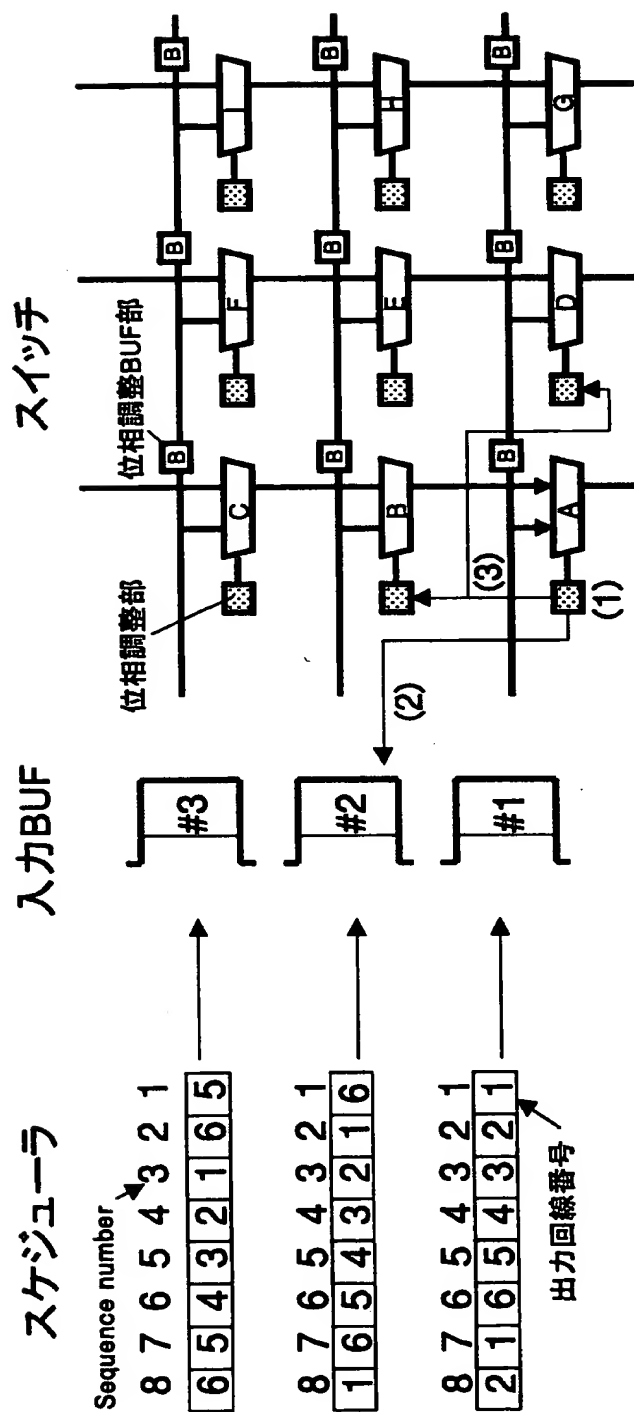 スケジューラ
入力BUF
スイッチ
Sequence number
8 7 6 5 4 3 2 1
6 5 4 3 2 1 6 5
#3
位相調整部
位相調整BUF部
B B B
C F I
8 7 6 5 4 3 2 1
1 6 5 4 3 2 1 6
#2
(2)
B B B
B E H
(3)
8 7 6 5 4 3 2 1
2 1 6 5 4 3 2 1
出力回線番号
#1
(1)
B B B
A D G